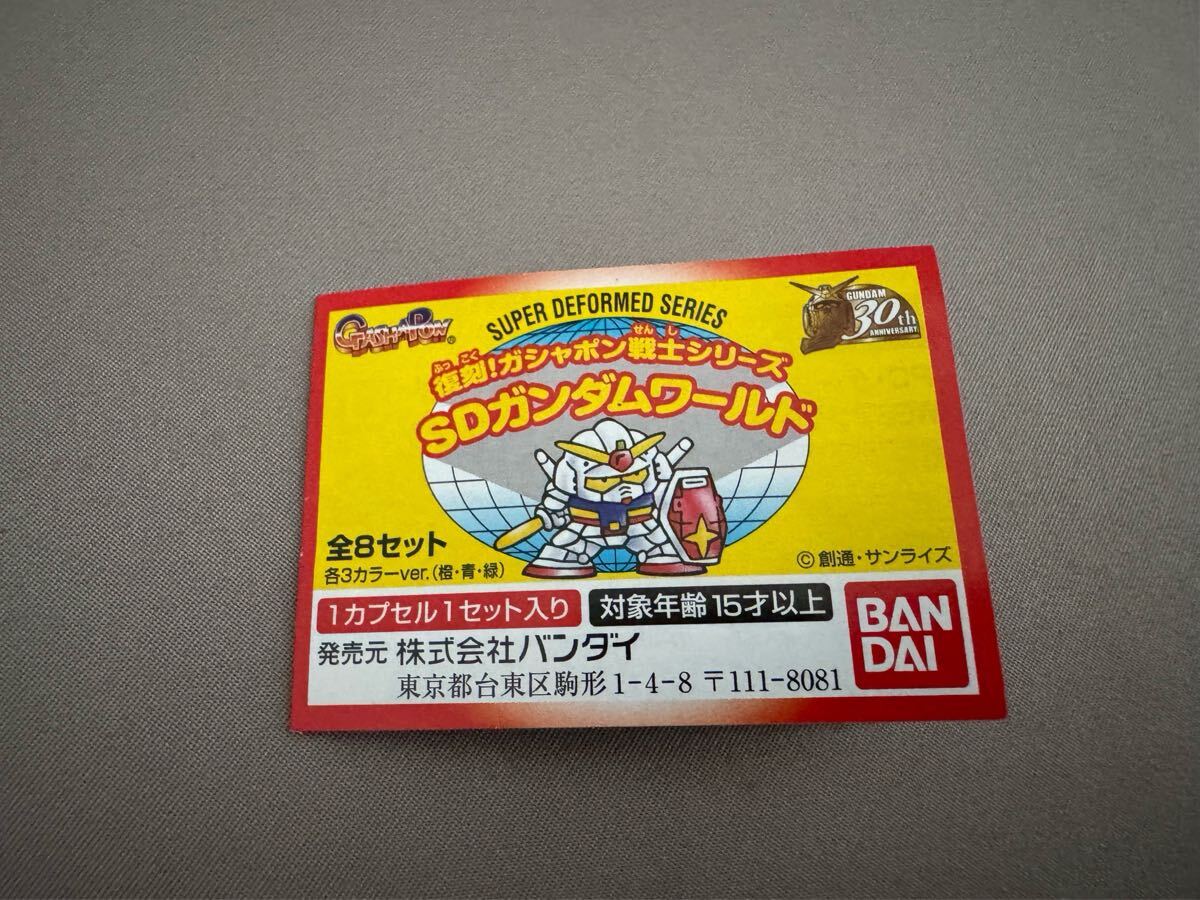 GASHAPON®
SUPER DEFORMED SERIES
GUNDAM
30th
ANNIVERSARY
ふっこく せんし
復刻!ガシャポン戦士シリーズ
SDガンダムワールド
全8セット
各3カラーver.(橙・青・緑)
©創通・サンライズ
1カプセル1セット入り 対象年齢15才以上
BAN
DAI
発売元 株式会社バンダイ
東京都台東区駒形1-4-8 〒111-8081